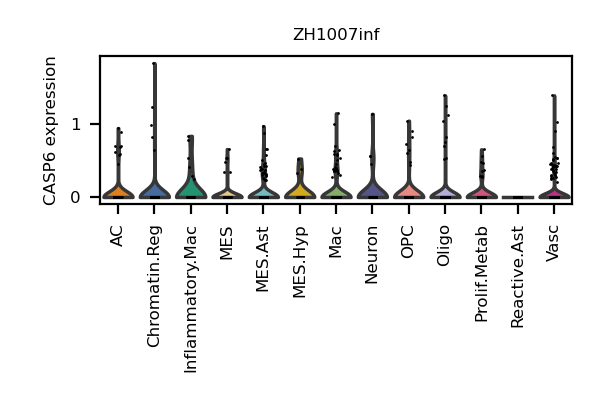 ZH1007inf
CASP6 expression
1
0
AC
Chromatin.Reg
Inflammatory.Mac
MES
MES.Ast
MES.Hyp
Mac
Neuron
OPC
Oligo
Prolif.Metab
Reactive.Ast
Vasc